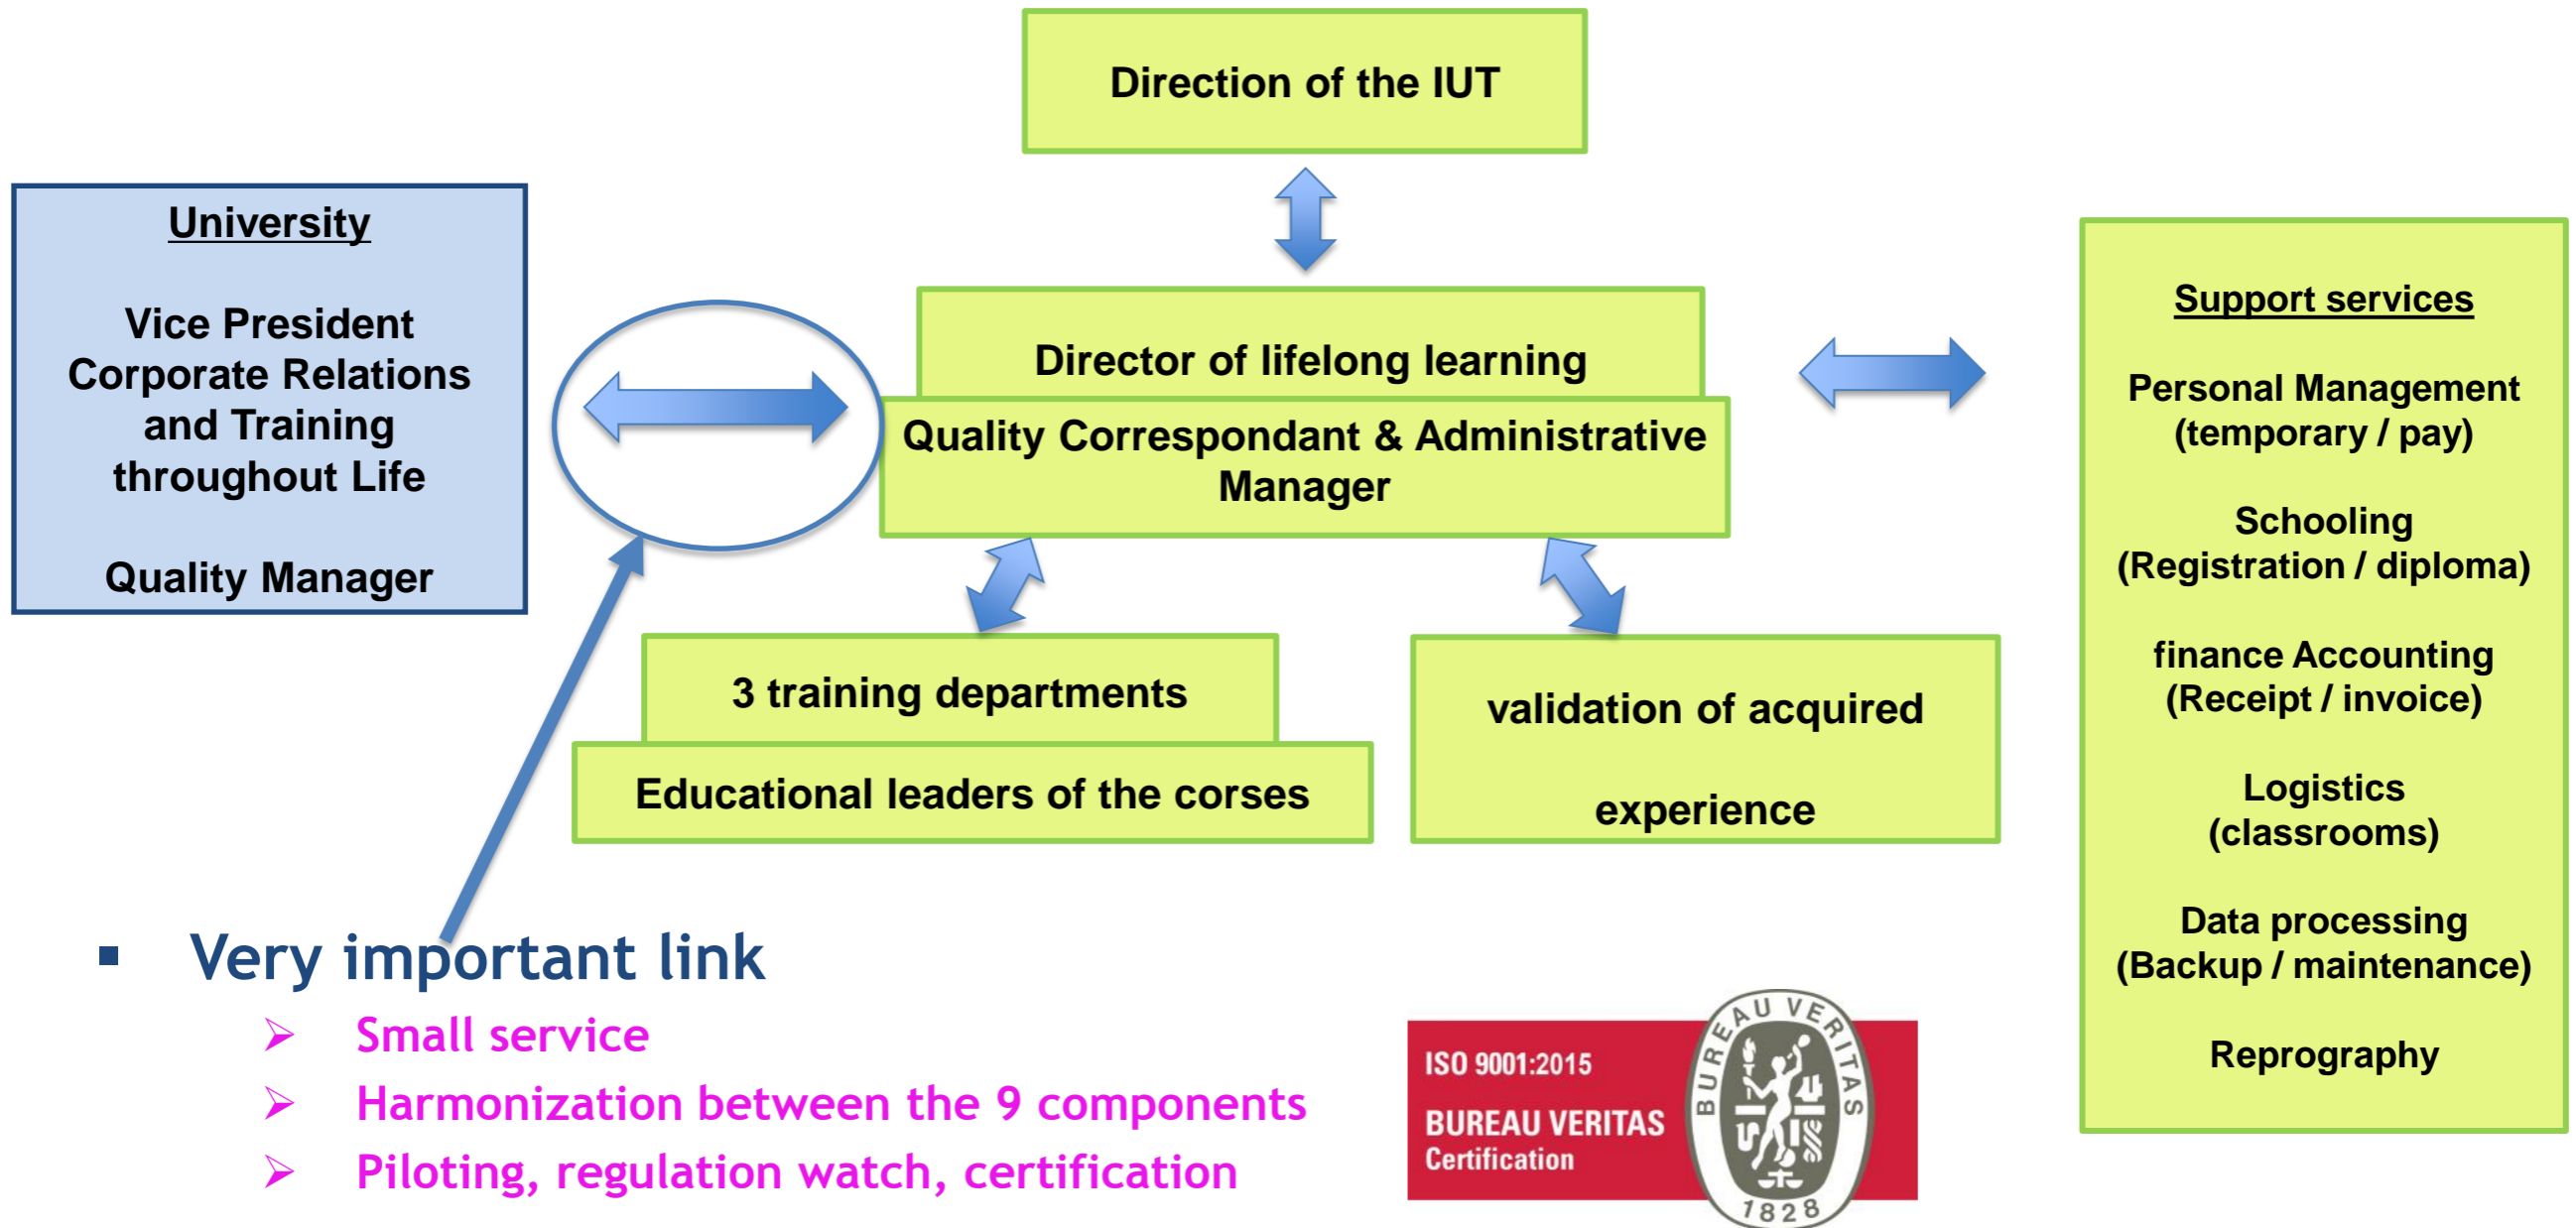 Direction of the IUT
University
Vice President
Corporate Relations
and Training
throughout Life
Quality Manager
Director of lifelong learning
Quality Correspondant & Administrative
Manager
3 training departments
Educational leaders of the corses
validation of acquired
experience
Support services
Personal Management
(temporary / pay)
Schooling
(Registration / diploma)
finance Accounting
(Receipt / invoice)
Logistics
(classrooms)
Data processing
(Backup / maintenance)
Reprography
▪ Very important link
➢ Small service
➢ Harmonization between the 9 components
➢ Piloting, regulation watch, certification
ISO 9001:2015
BUREAU VERITAS
Certification
BUREAU VERITAS
1828